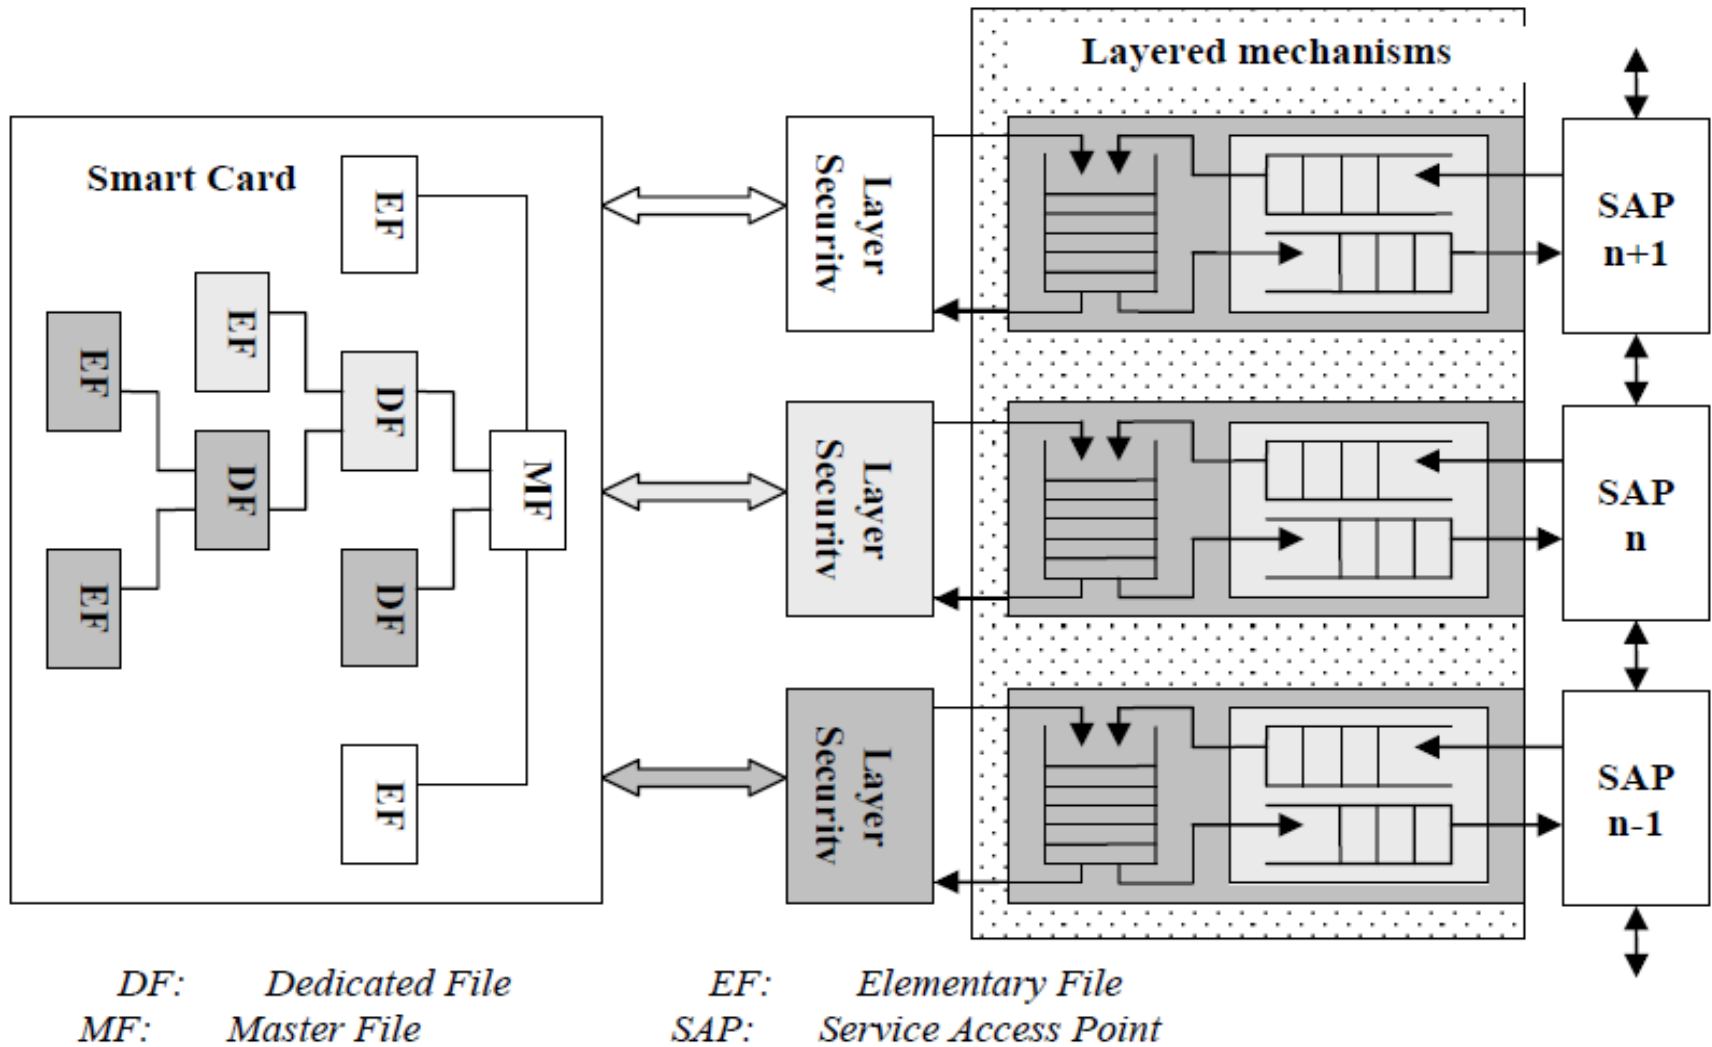 Layered mechanisms
Smart Card
EF
EF
EF
DF
DF
MF
EF
DF
EF
Layer
Security
Layer
Security
Layer
Security
SAP
n+1
SAP
n
SAP
n-1
DF: Dedicated File EF: Elementary File
MF: Master File SAP: Service Access Point